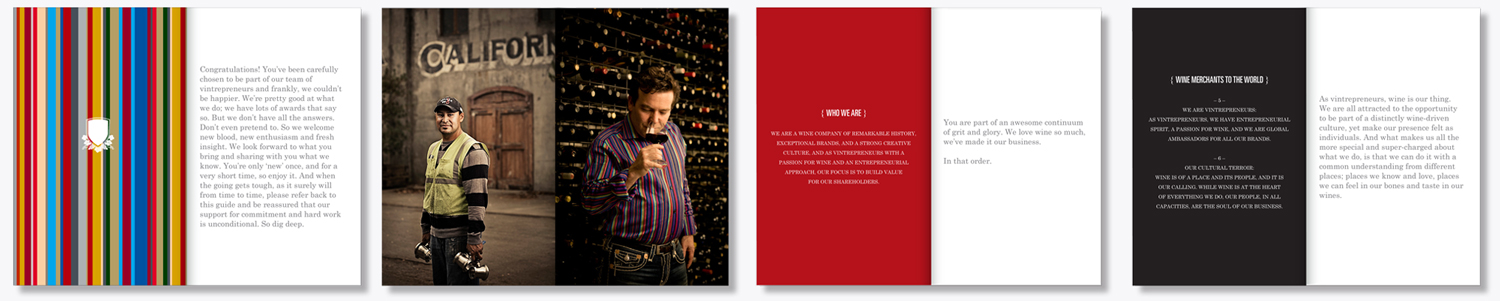 Congratulations! You've been carefully
chosen to be part of our team of
vintrepreneurs and frankly, we couldn't
be happier. We're pretty good at what
we do; we have lots of awards that say
so. But we don't have all the answers.
Don't even pretend to. So we welcome
new blood, new enthusiasm and fresh
insight. We look forward to what you
bring and sharing with you what we
know. You're only 'new' once, and for a
very short time, so enjoy it. And when
the going gets tough, as it surely will
from time to time, please refer back to
this guide and be reassured that our
support for commitment and hard work
is unconditional. So dig deep.
CALIFORN
{ WHO WE ARE }
WE ARE A WINE COMPANY OF REMARKABLE HISTORY,
EXCEPTIONAL BRANDS, AND A STRONG CREATIVE
CULTURE, AND AS VINTREPRENEURS WITH A
PASSION FOR WINE AND AN ENTREPRENEURIAL
APPROACH, OUR FOCUS IS TO BUILD VALUE
FOR OUR SHAREHOLDERS.
You are part of an awesome continuum
of grit and glory. We love wine so much,
we've made it our business.
In that order.
{ WINE MERCHANTS TO THE WORLD }
– 5 –
WE ARE VINTREPRENEURS:
AS VINTREPRENEURS, WE HAVE ENTREPRENEURIAL
SPIRIT, A PASSION FOR WINE, AND WE ARE GLOBAL
AMBASSADORS FOR ALL OUR BRANDS.
– 6 –
OUR CULTURAL TERROIR:
WINE IS OF A PLACE AND ITS PEOPLE, AND IT IS
OUR CALLING. WHILE WINE IS AT THE HEART
OF EVERYTHING WE DO, OUR PEOPLE, IN ALL
CAPACITIES, ARE THE SOUL OF OUR BUSINESS.
As vintrepreneurs, wine is our thing.
We are all attracted to the opportunity
to be part of a distinctly wine-driven
culture, yet make our presence felt as
individuals. And what makes us all the
more special and super-charged about
what we do, is that we can do it with a
common understanding from different
places; places we know and love, places
we can feel in our bones and taste in our
wines.